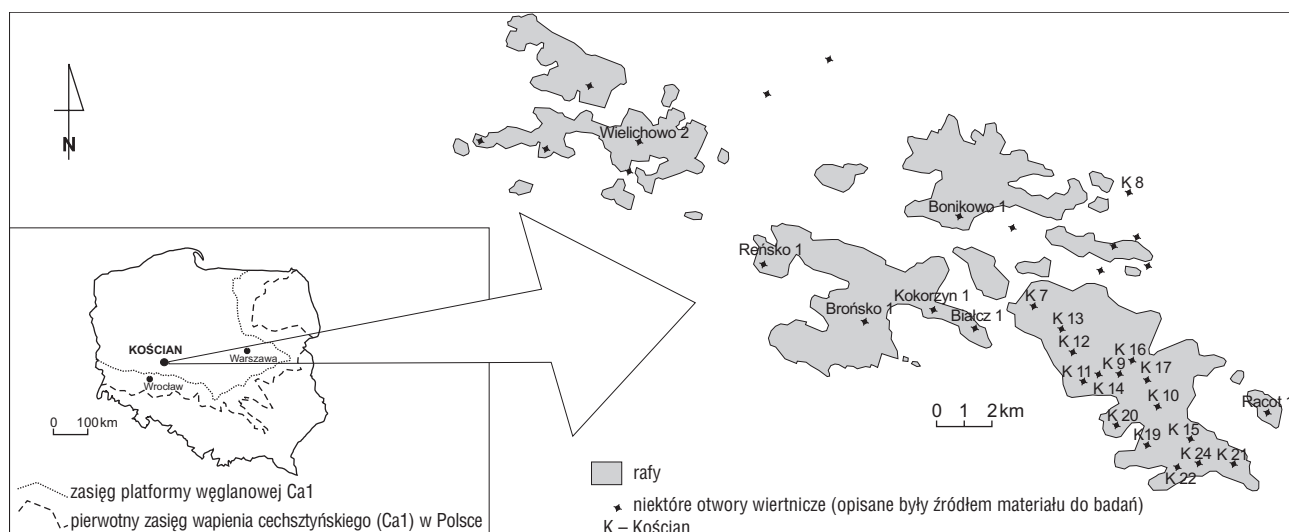 N
Wielichowo 2
K 8
Bonikowo 1
Reńsko 1
Kokorzyn 1
Brońsko 1
Białcz 1
K 7
K 13
K 12
K 16
K 9
K 11
K 14
K 17
K 10
K 20
K19
K 15
K 24
K 21
K 22
Racot 1
0 1 2 km
KOŚCIAN
Warszawa
Wrocław
0 100 km
zasięg platformy węglanowej Ca1
pierwotny zasięg wapienia cechsztyńskiego (Ca1) w Polsce
rafy
niektóre otwory wiertnicze (opisane były źródłem materiału do badań)
K – Kościan